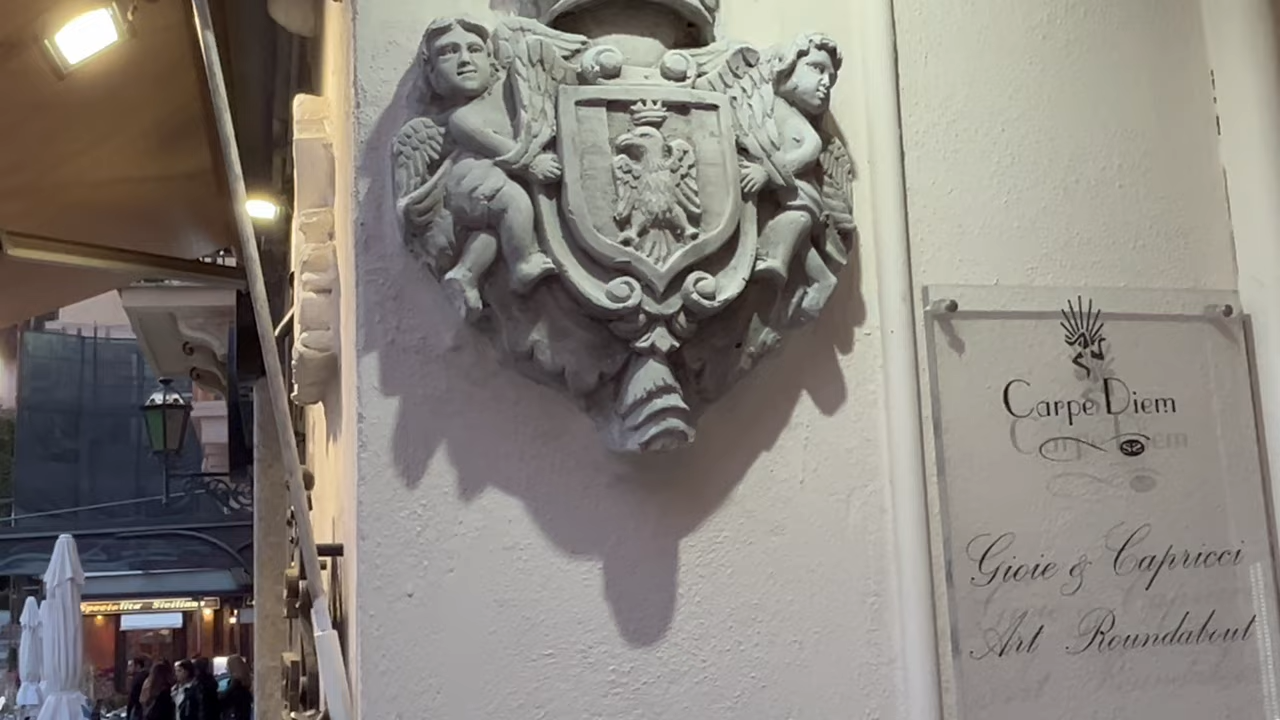 Specialità Siciliane
Carpe Diem
Gioie & Capricci
Art Roundabout